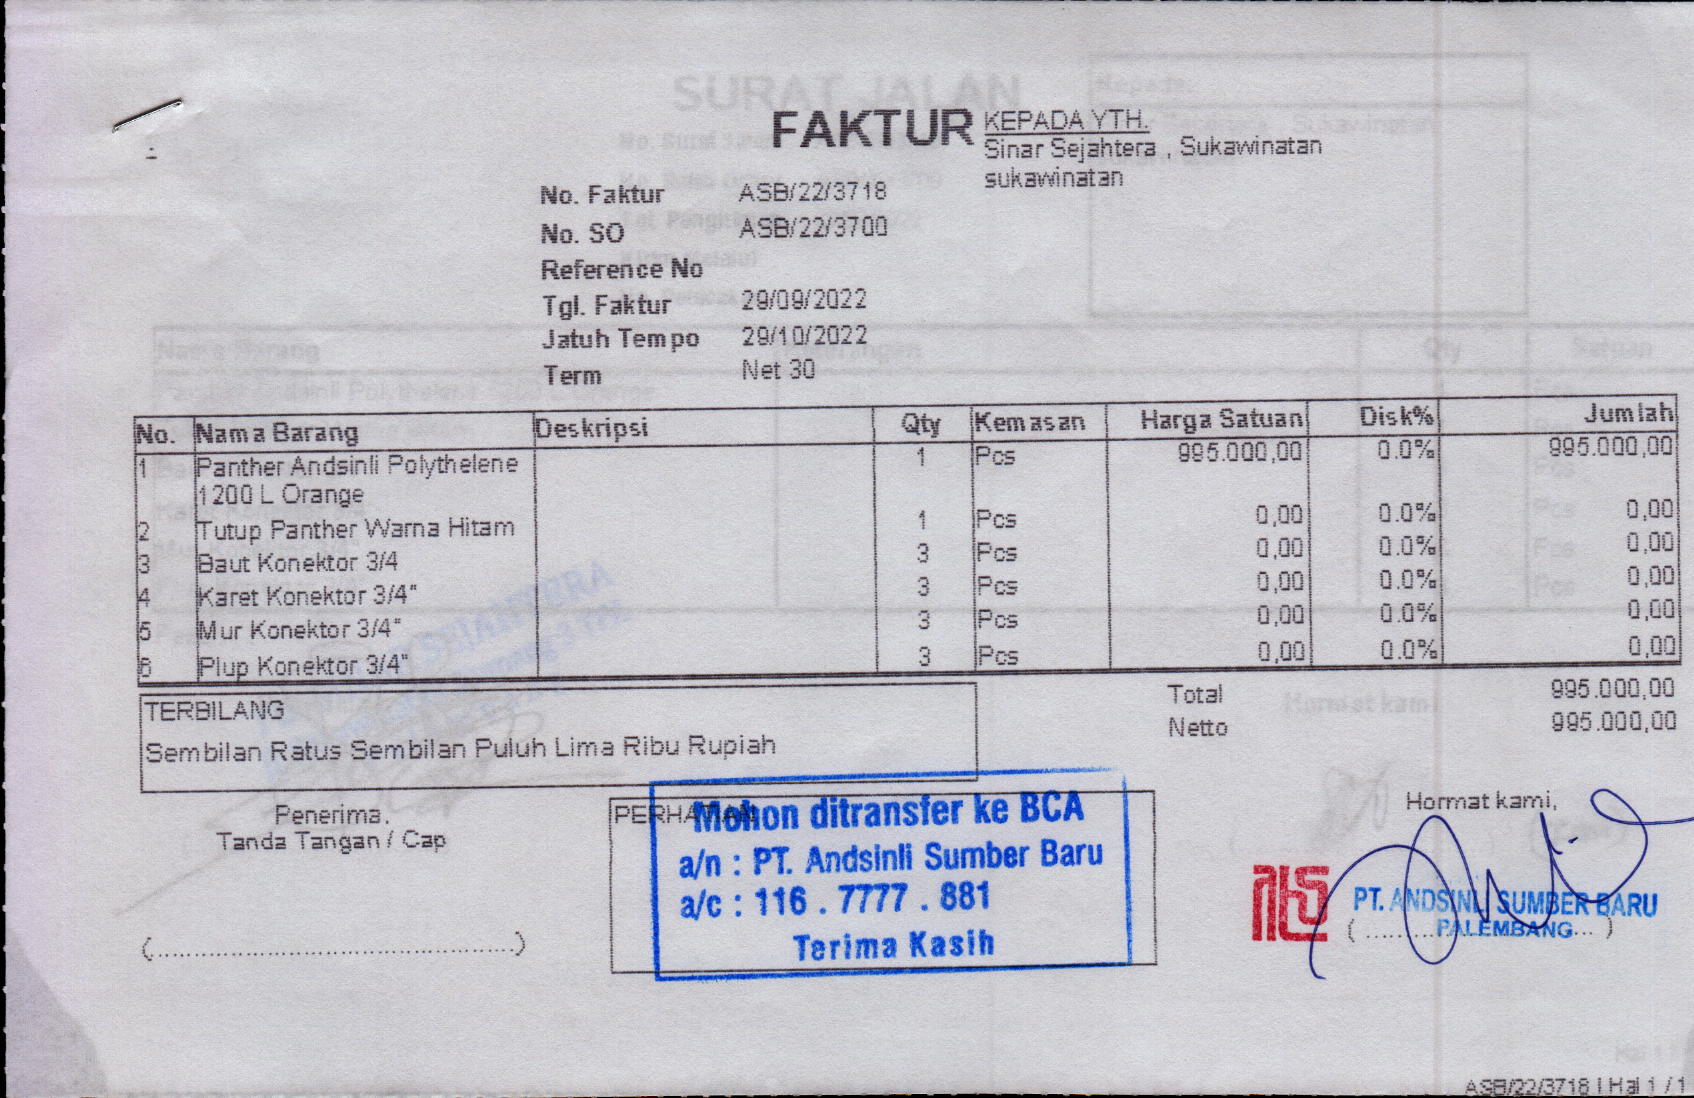 FAKTUR
KEPADA YTH.
Sinar Sejahtera , Sukawinatan
sukawinatan
No. Faktur ASB/22/3718
No. SO ASB/22/3700
Reference No
Tgl. Faktur 29/09/2022
Jatuh Tempo 29/10/2022
Term Net 30
No. Nama Barang Deskripsi Qty Kemasan Harga Satuan Disk% Jumlah
1 Panther Andsinli Polythelene 1 Pcs 995.000,00 0.0% 995.000,00
1200 L Orange
2 Tutup Panther Warna Hitam 1 Pcs 0,00 0.0% 0,00
3 Baut Konektor 3/4 3 Pcs 0,00 0.0% 0,00
4 Karet Konektor 3/4" 3 Pcs 0,00 0.0% 0,00
5 Mur Konektor 3/4" 3 Pcs 0,00 0.0% 0,00
6 Plup Konektor 3/4" 3 Pcs 0,00 0.0% 0,00
Total 995.000,00
Netto 995.000,00
TERBILANG
Sembilan Ratus Sembilan Puluh Lima Ribu Rupiah
Penerima.
Tanda Tangan / Cap
(............................................)
PERHATIAN
Mohon ditransfer ke BCA
a/n : PT. Andsinli Sumber Baru
a/c : 116 . 7777 . 881
Terima Kasih
Hormat kami,
PT. ANDSINLI SUMBER BARU
PALEMBANG
ASB/22/3718 | Hal 1 / 1
SURAT JALAN